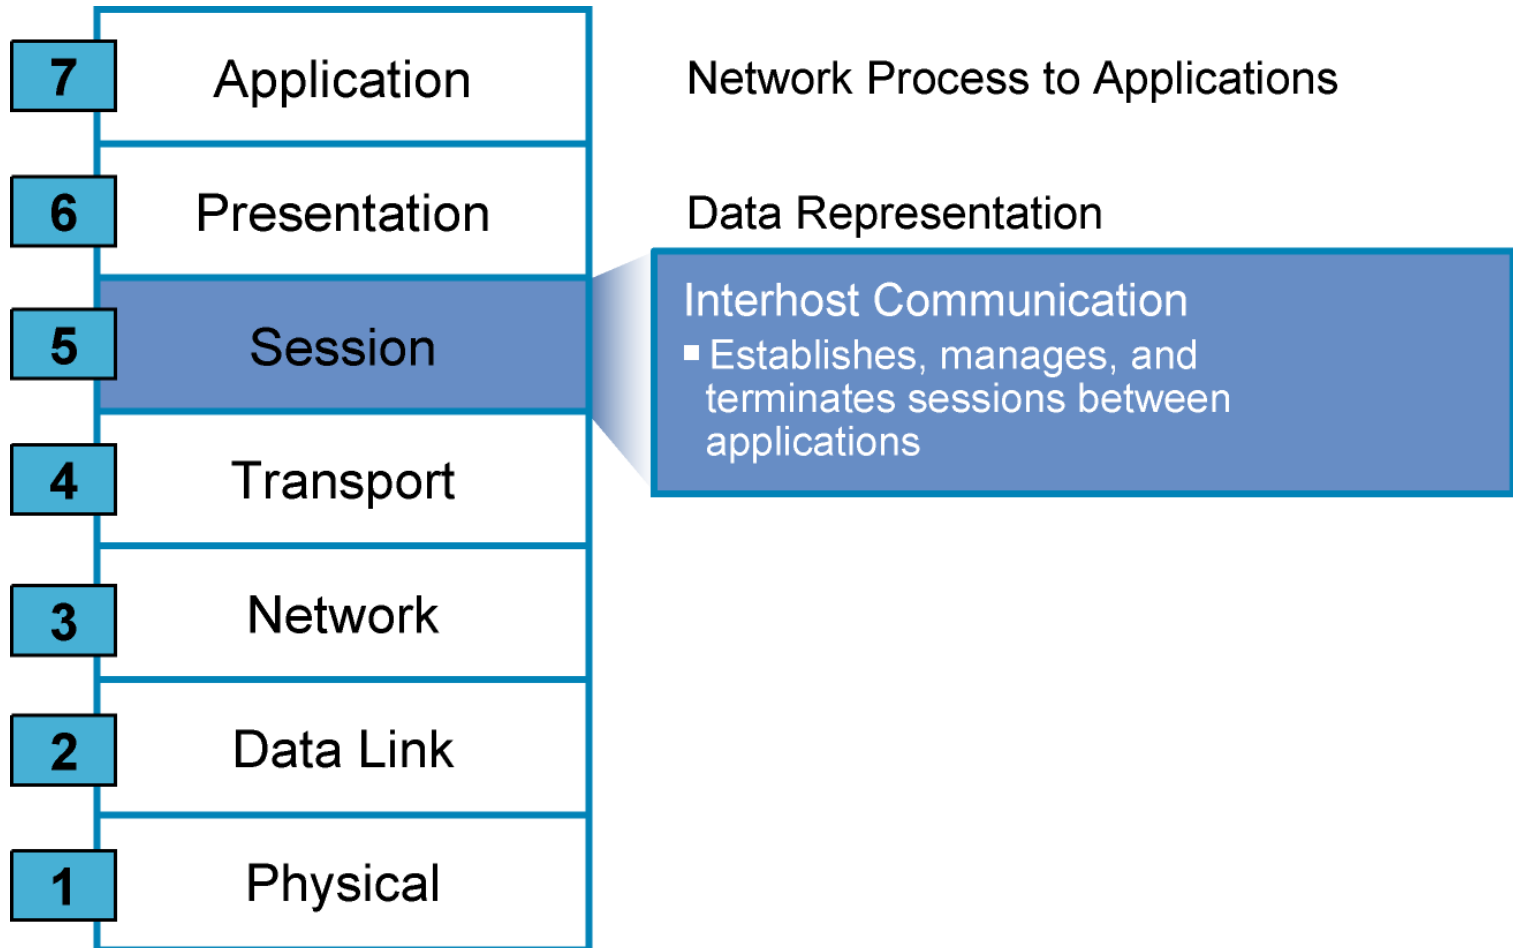 7 Application Network Process to Applications
6 Presentation Data Representation
5 Session Interhost Communication
▪ Establishes, manages, and
terminates sessions between
applications
4 Transport
3 Network
2 Data Link
1 Physical